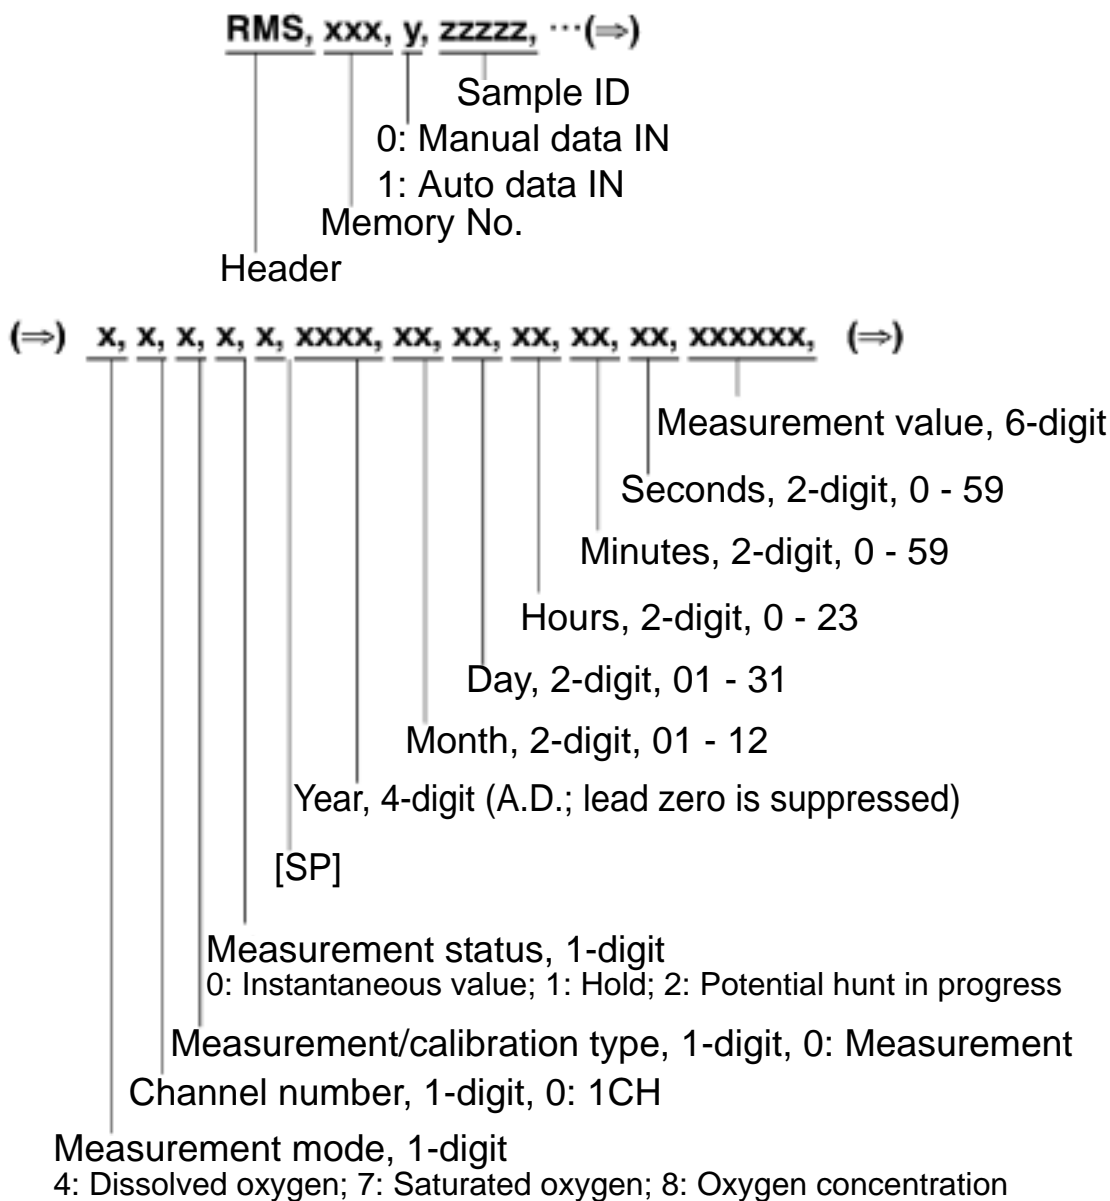 RMS, xxx, y, zzzzz, ···(⇒)
Sample ID
0: Manual data IN
1: Auto data IN
Memory No.
Header
(⇒) x, x, x, x, x, xxxx, xx, xx, xx, xx, xx, xxxxxx, (⇒)
Measurement value, 6-digit
Seconds, 2-digit, 0 - 59
Minutes, 2-digit, 0 - 59
Hours, 2-digit, 0 - 23
Day, 2-digit, 01 - 31
Month, 2-digit, 01 - 12
Year, 4-digit (A.D.; lead zero is suppressed)
[SP]
Measurement status, 1-digit
0: Instantaneous value; 1: Hold; 2: Potential hunt in progress
Measurement/calibration type, 1-digit, 0: Measurement
Channel number, 1-digit, 0: 1CH
Measurement mode, 1-digit
4: Dissolved oxygen; 7: Saturated oxygen; 8: Oxygen concentration